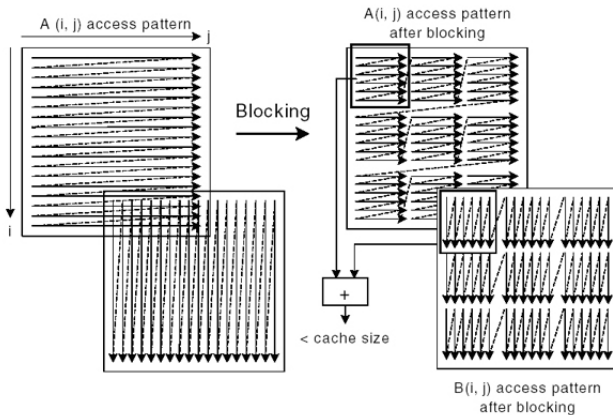 A (i, j) access pattern
j
i
Blocking
A(i, j) access pattern
after blocking
+
< cache size
B(i, j) access pattern
after blocking